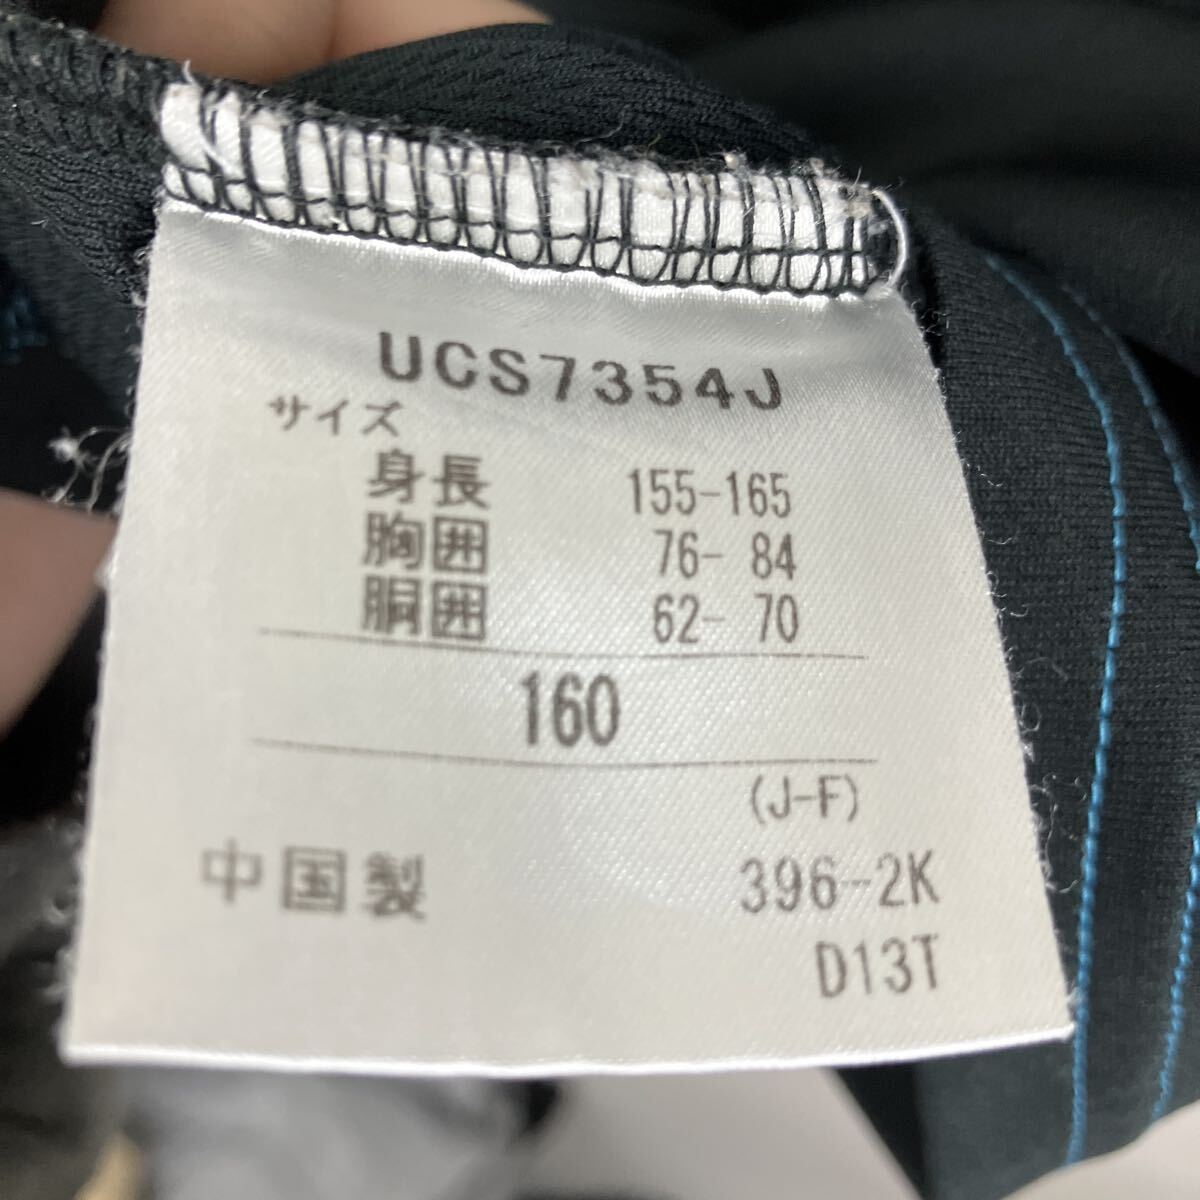 UCS7354J
サイズ
身長 155-165
胸囲 76- 84
胴囲 62- 70
160
(J-F)
中国製 396-2K
D13T